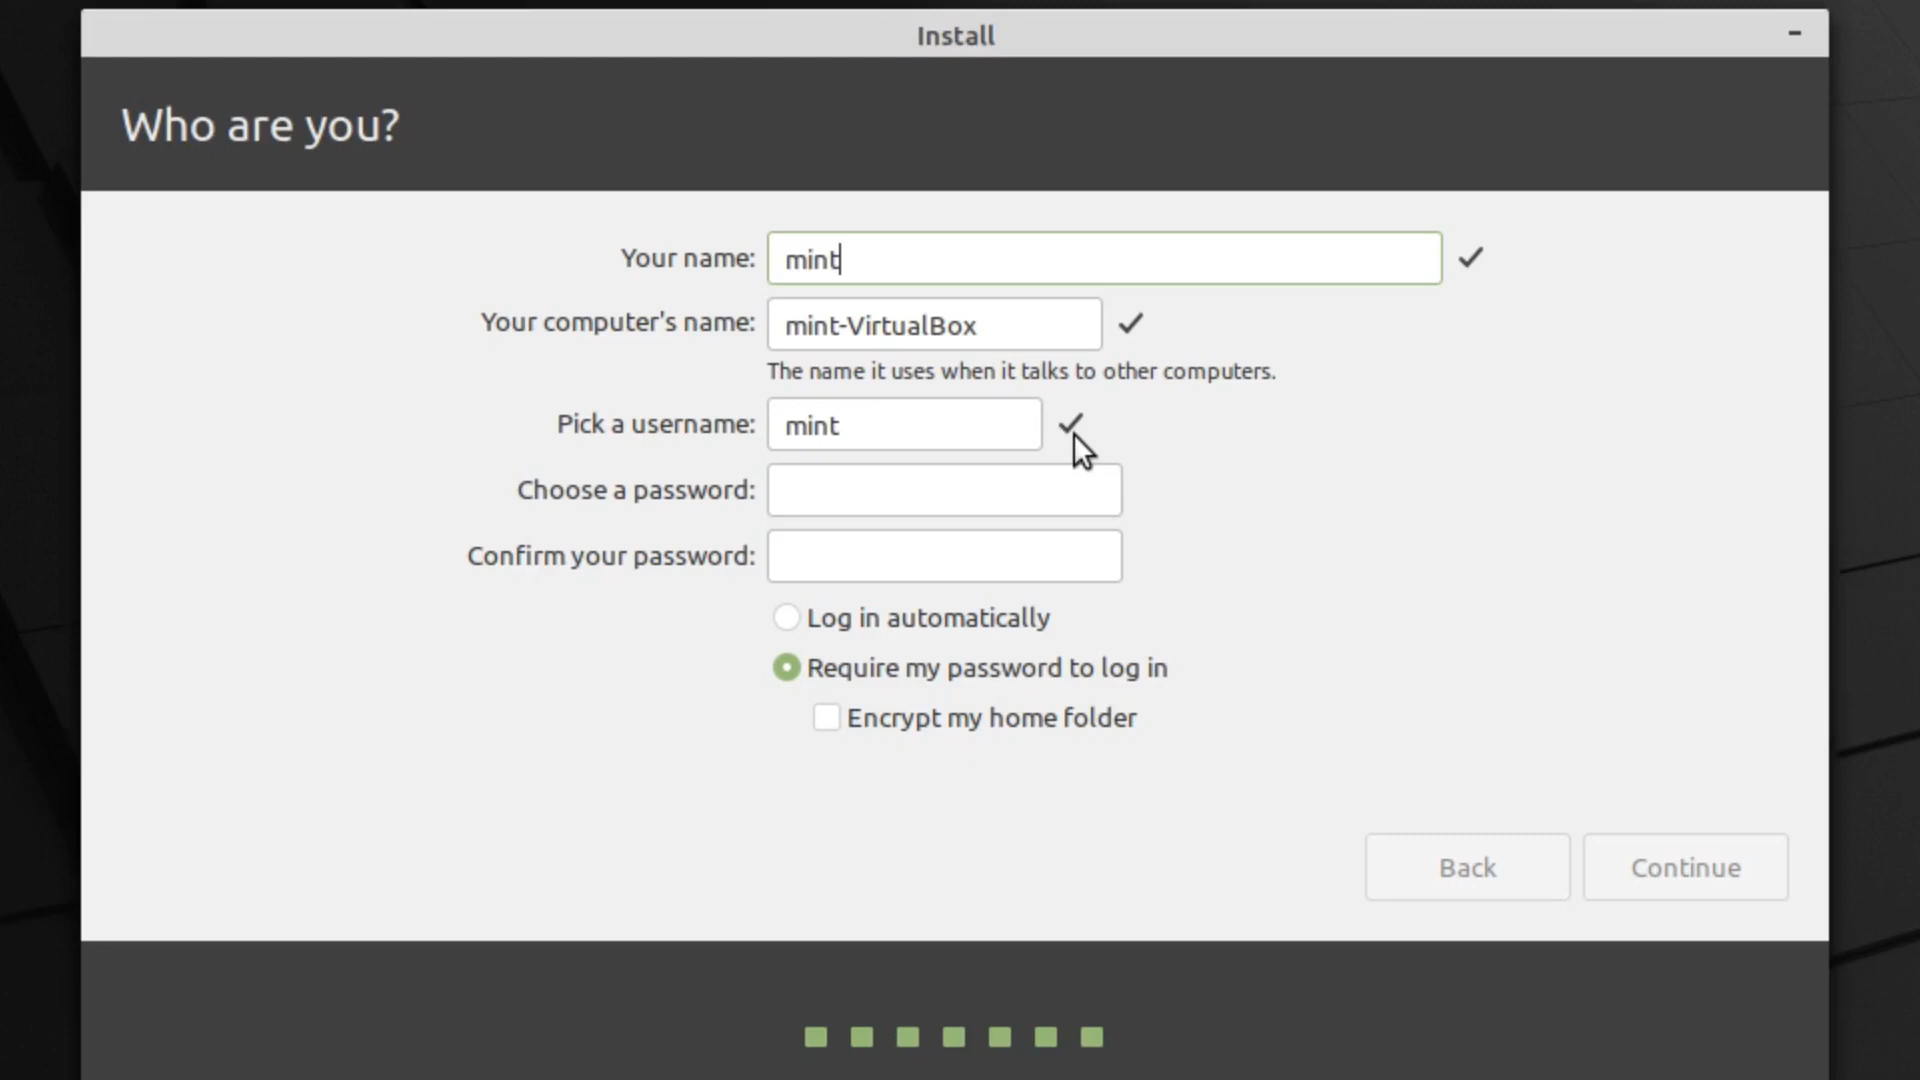 Install
Who are you?
Your name: mint
Your computer's name: mint-VirtualBox
The name it uses when it talks to other computers.
Pick a username: mint
Choose a password:
Confirm your password:
Log in automatically
Require my password to log in
Encrypt my home folder
Back Continue